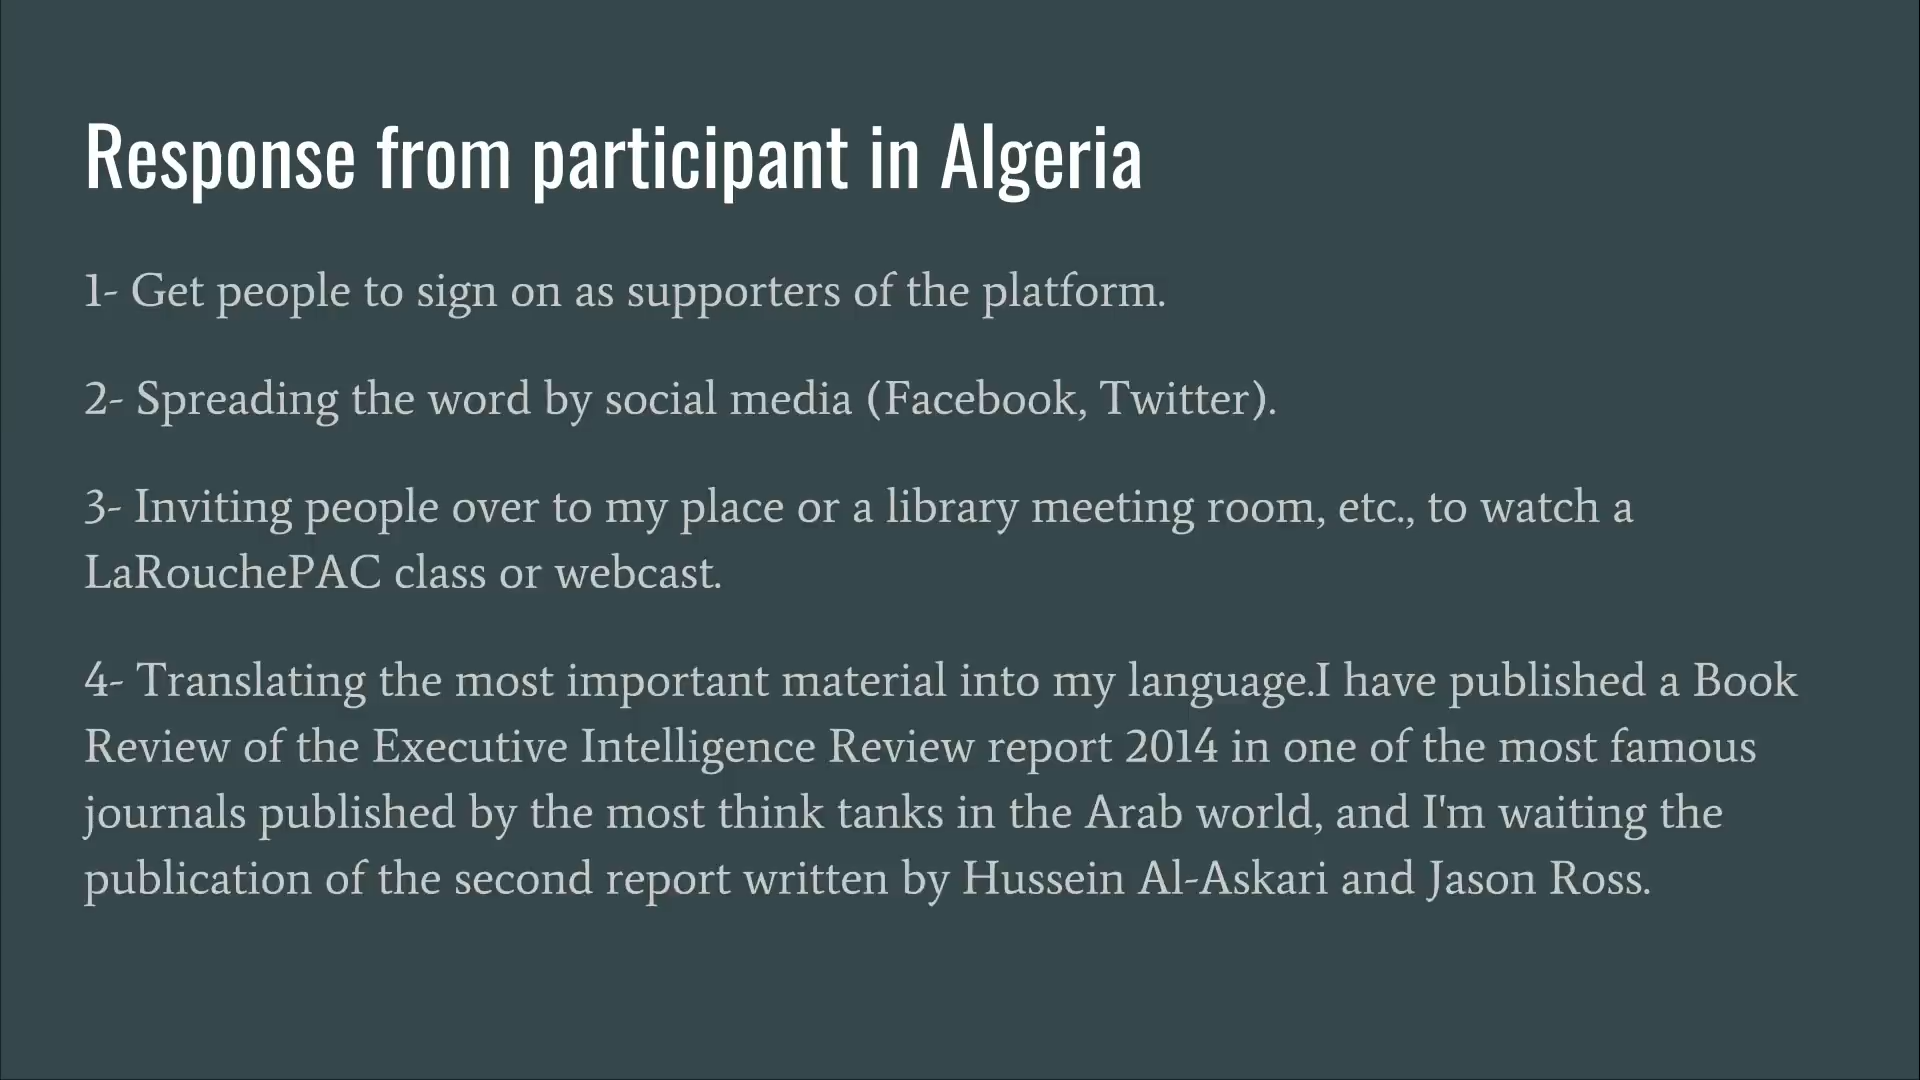 Response from participant in Algeria
1- Get people to sign on as supporters of the platform.
2- Spreading the word by social media (Facebook, Twitter).
3- Inviting people over to my place or a library meeting room, etc., to watch a
LaRouchePAC class or webcast.
4- Translating the most important material into my language.I have published a Book
Review of the Executive Intelligence Review report 2014 in one of the most famous
journals published by the most think tanks in the Arab world, and I'm waiting the
publication of the second report written by Hussein Al-Askari and Jason Ross.